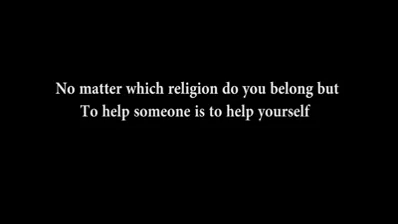 No matter which religion do you belong but
To help someone is to help yourself